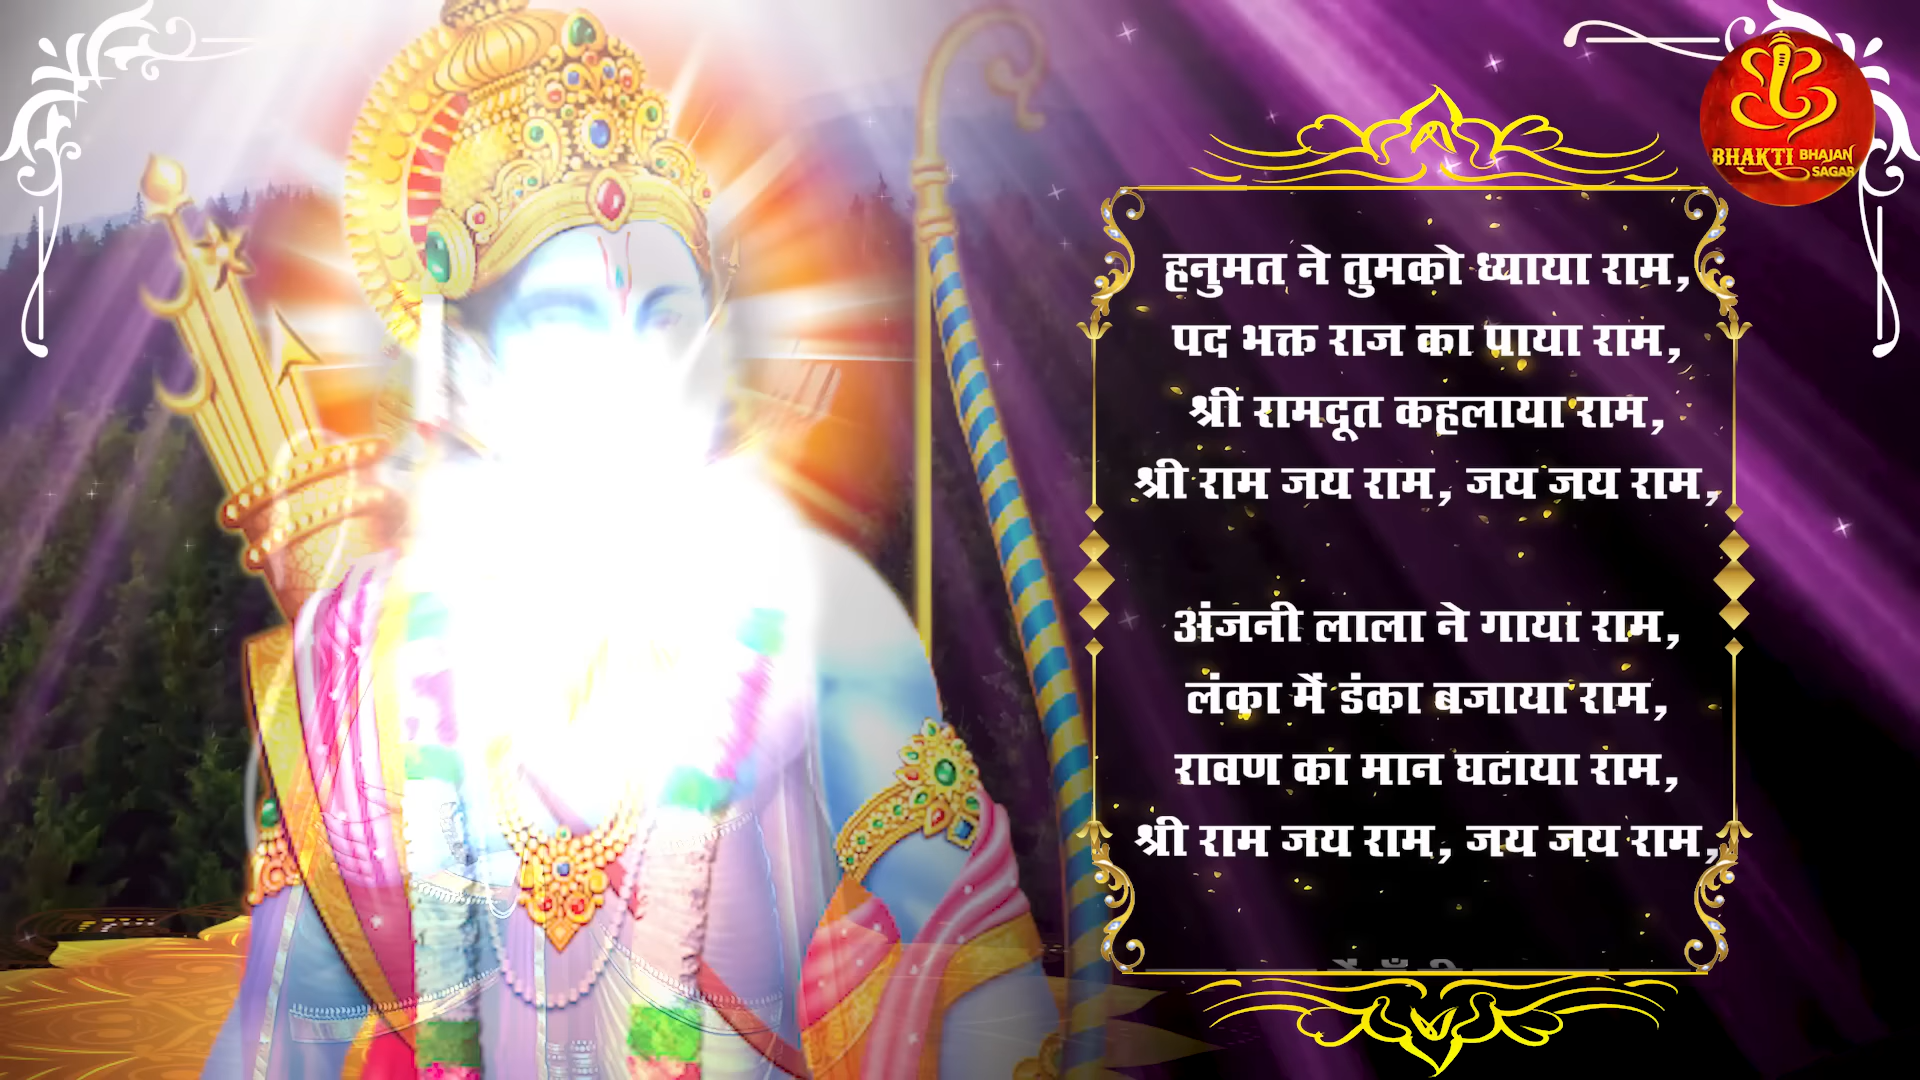 BHAKTI BHAJAN SAGAR
हनुमत ने तुमको ध्याया राम,
पद भक्त राज का पाया राम,
श्री रामदूत कहलाया राम,
श्री राम जय राम, जय जय राम,
अंजनी लाला ने गाया राम,
लंका में डंका बजाया राम,
रावण का मान घटाया राम,
श्री राम जय राम, जय जय राम,